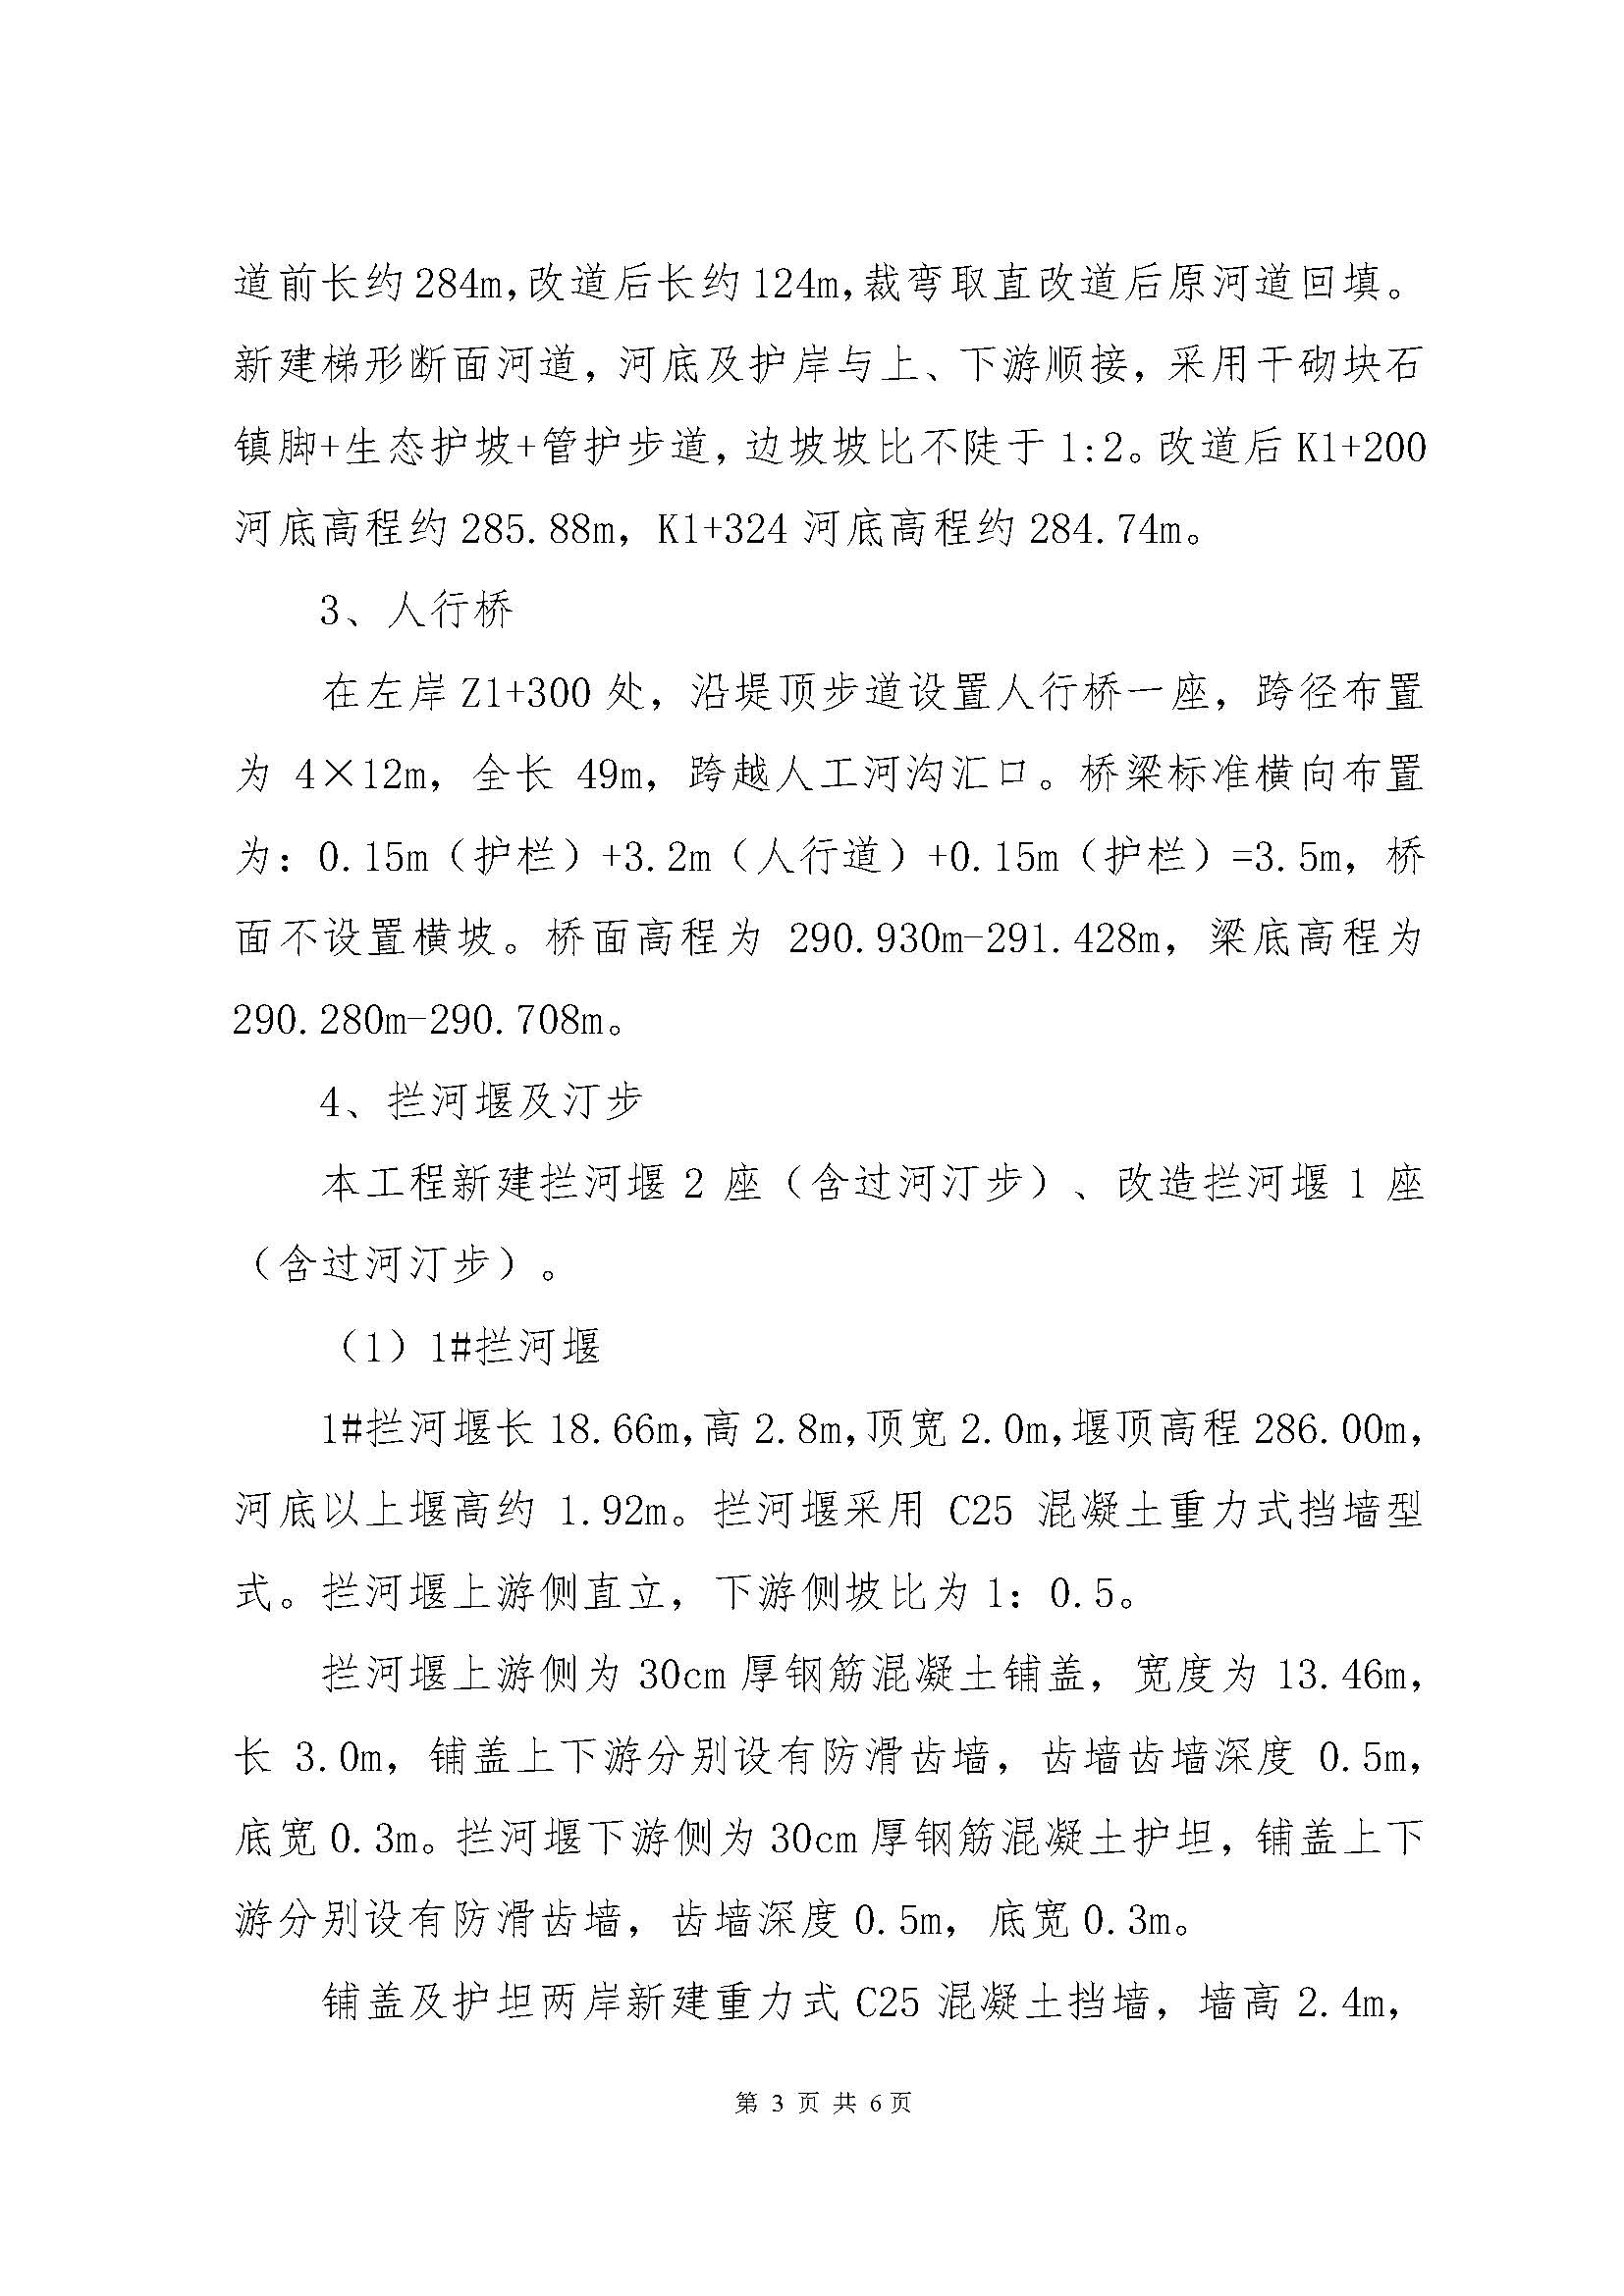 道前长约284m,改道后长约124m,裁弯取直改道后原河道回填。
新建梯形断面河道，河底及护岸与上、下游顺接，采用干砌块石
镇脚+生态护坡+管护步道，边坡坡比不陡于1:2。改道后K1+200
河底高程约285.88m，K1+324河底高程约284.74m。
3、人行桥
在左岸Z1+300处，沿堤顶步道设置人行桥一座，跨径布置
为 4×12m，全长 49m，跨越人工河沟汇口。桥梁标准横向布置
为：0.15m（护栏）+3.2m（人行道）+0.15m（护栏）=3.5m，桥
面不设置横坡。桥面高程为 290.930m-291.428m，梁底高程为
290.280m-290.708m。
4、拦河堰及汀步
本工程新建拦河堰 2 座（含过河汀步）、改造拦河堰 1 座
（含过河汀步）。
（1）1#拦河堰
1#拦河堰长18.66m,高2.8m,顶宽2.0m,堰顶高程286.00m,
河底以上堰高约 1.92m。拦河堰采用 C25 混凝土重力式挡墙型
式。拦河堰上游侧直立，下游侧坡比为1：0.5。
拦河堰上游侧为30cm厚钢筋混凝土铺盖，宽度为13.46m，
长 3.0m，铺盖上下游分别设有防滑齿墙，齿墙齿墙深度 0.5m，
底宽0.3m。拦河堰下游侧为30cm厚钢筋混凝土护坦，铺盖上下
游分别设有防滑齿墙，齿墙深度0.5m，底宽0.3m。
铺盖及护坦两岸新建重力式C25混凝土挡墙，墙高2.4m，
第 3 页 共 6页